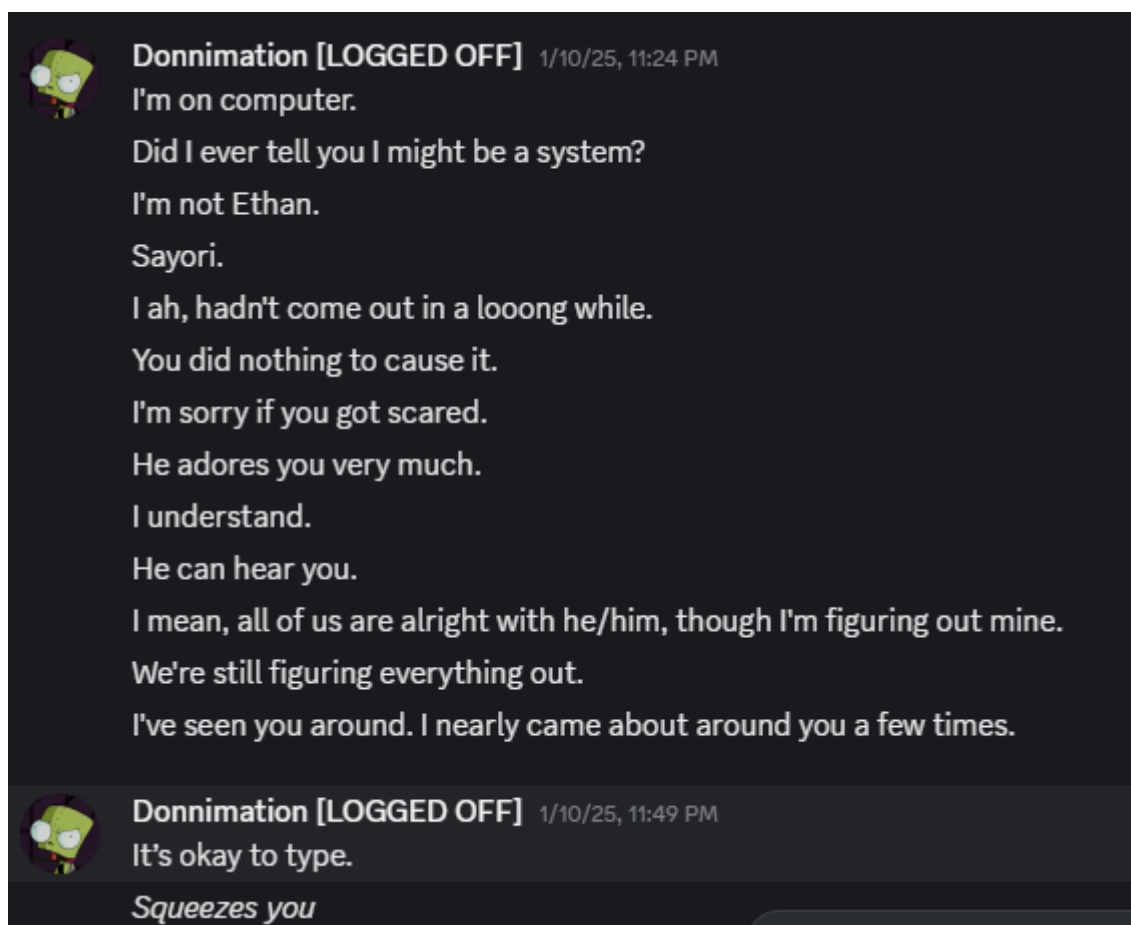 Donnimation [LOGGED OFF] 1/10/25, 11:24 PM
I'm on computer.
Did I ever tell you I might be a system?
I'm not Ethan.
Sayori.
I ah, hadn't come out in a looong while.
You did nothing to cause it.
I'm sorry if you got scared.
He adores you very much.
I understand.
He can hear you.
I mean, all of us are alright with he/him, though I'm figuring out mine.
We're still figuring everything out.
I've seen you around. I nearly came about around you a few times.
Donnimation [LOGGED OFF] 1/10/25, 11:49 PM
It’s okay to type.
Squeezes you